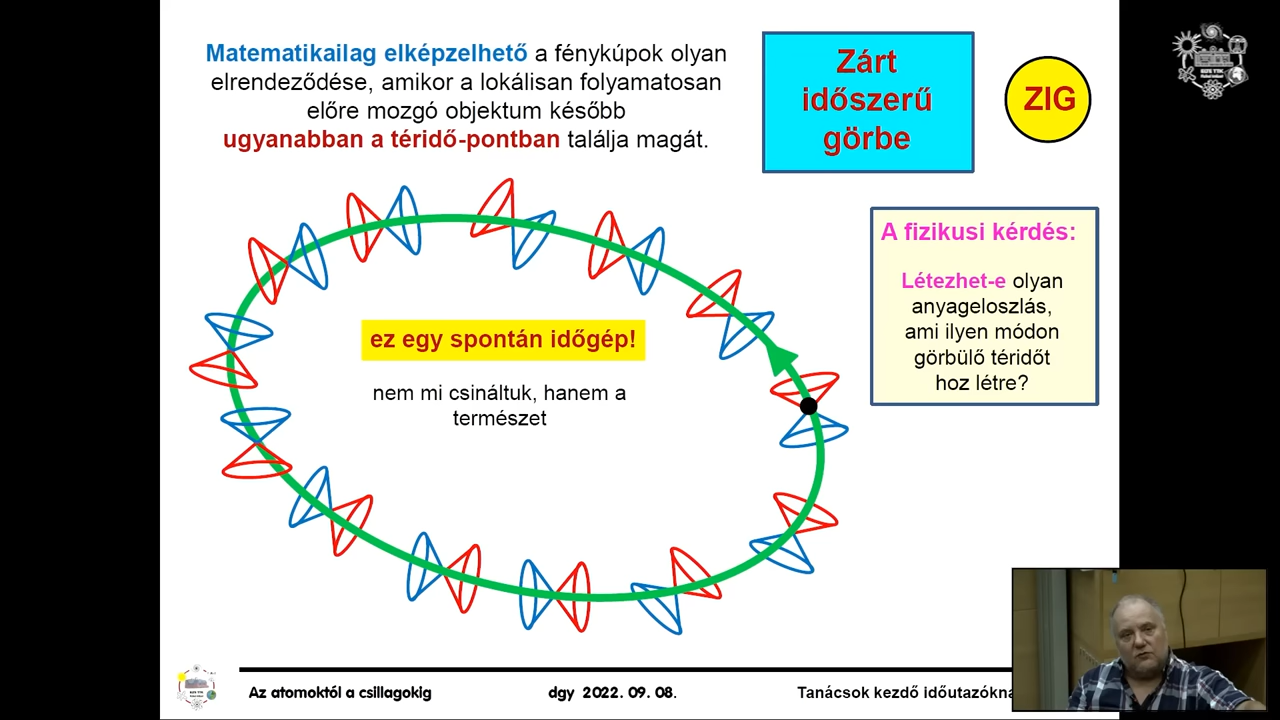 Matematikailag elképzelhető a fénykúpok olyan
elrendeződése, amikor a lokálisan folyamatosan
előre mozgó objektum később
ugyanabban a téridő-pontban találja magát.
Zárt
időszerű
görbe
ZIG
A fizikusi kérdés:
Létezhet-e olyan
anyageloszlás,
ami ilyen módon
görbülő téridőt
hoz létre?
ez egy spontán időgép!
nem mi csináltuk, hanem a
természet
Az atomoktól a csillagokig
dgy 2022. 09. 08.
Tanácsok kezdő időutazókna